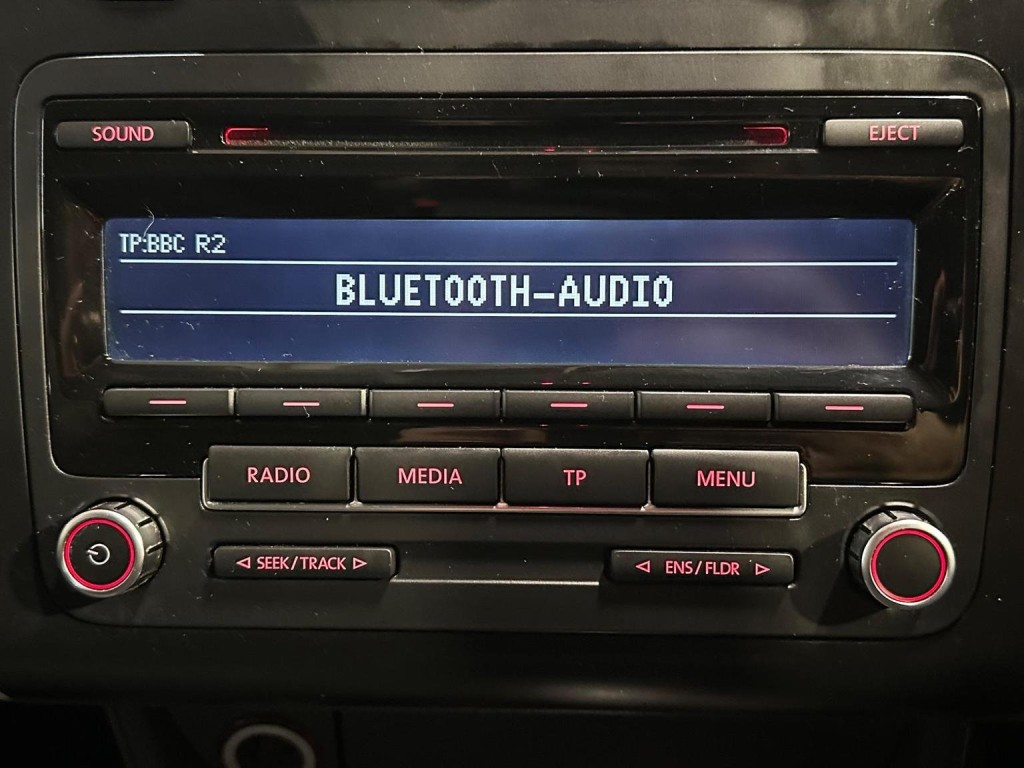 SOUND
EJECT
TP:BBC R2
BLUETOOTH-AUDIO
RADIO
MEDIA
TP
MENU
SEEK/TRACK
ENS/FLDR